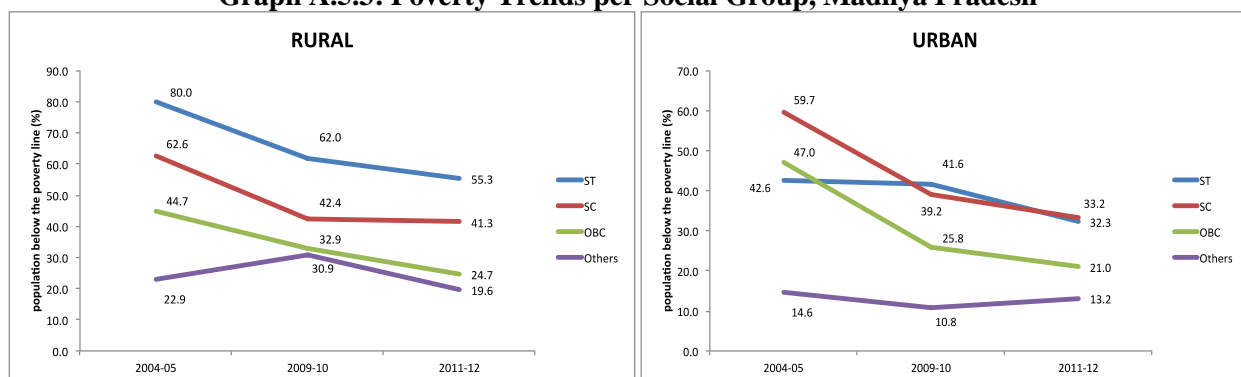 Graph A.5.3: Poverty Trends per Social Group, Madhya Pradesh
RURAL
population below the poverty line (%)
90.0
80.0
70.0
60.0
50.0
40.0
30.0
20.0
10.0
0.0
80.0
62.0
55.3
62.6
42.4
41.3
44.7
32.9
24.7
22.9
30.9
19.6
2004-05 2009-10 2011-12
ST
SC
OBC
Others
URBAN
population below the poverty line (%)
70.0
60.0
50.0
40.0
30.0
20.0
10.0
0.0
59.7
47.0
42.6
41.6
39.2
33.2
32.3
25.8
21.0
14.6
10.8
13.2
2004-05 2009-10 2011-12
ST
SC
OBC
Others